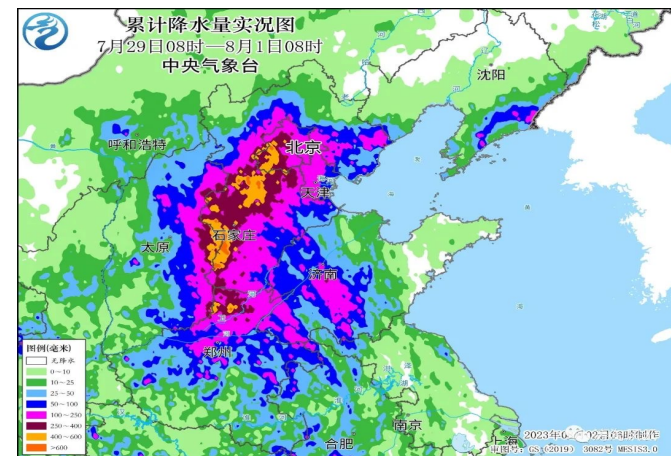 累计降水量实况图
7月29日08时—8月1日08时
中央气象台
沈阳
呼和浩特
北京
天津
石家庄
太原
济南
郑州
南京
合肥
上海
图例(毫米)
无降水
0～10
10～25
25～50
50～100
100～250
250～400
400～600
>600
审图号: GS (2019) 3082号 MESIS3.0